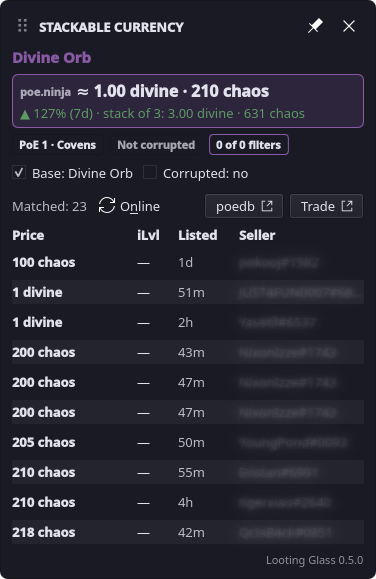 STACKABLE CURRENCY
Divine Orb
poe.ninja ≈ 1.00 divine · 210 chaos
▲ 127% (7d) · stack of 3: 3.00 divine · 631 chaos
PoE 1 · Covens Not corrupted 0 of 0 filters
Base: Divine Orb Corrupted: no
Matched: 23 Online poedb Trade
Price iLvl Listed Seller
100 chaos — 1d
1 divine — 51m
1 divine — 2h
200 chaos — 43m
200 chaos — 47m
200 chaos — 47m
205 chaos — 50m
210 chaos — 55m
210 chaos — 4h
218 chaos — 42m
Looting Glass 0.5.0